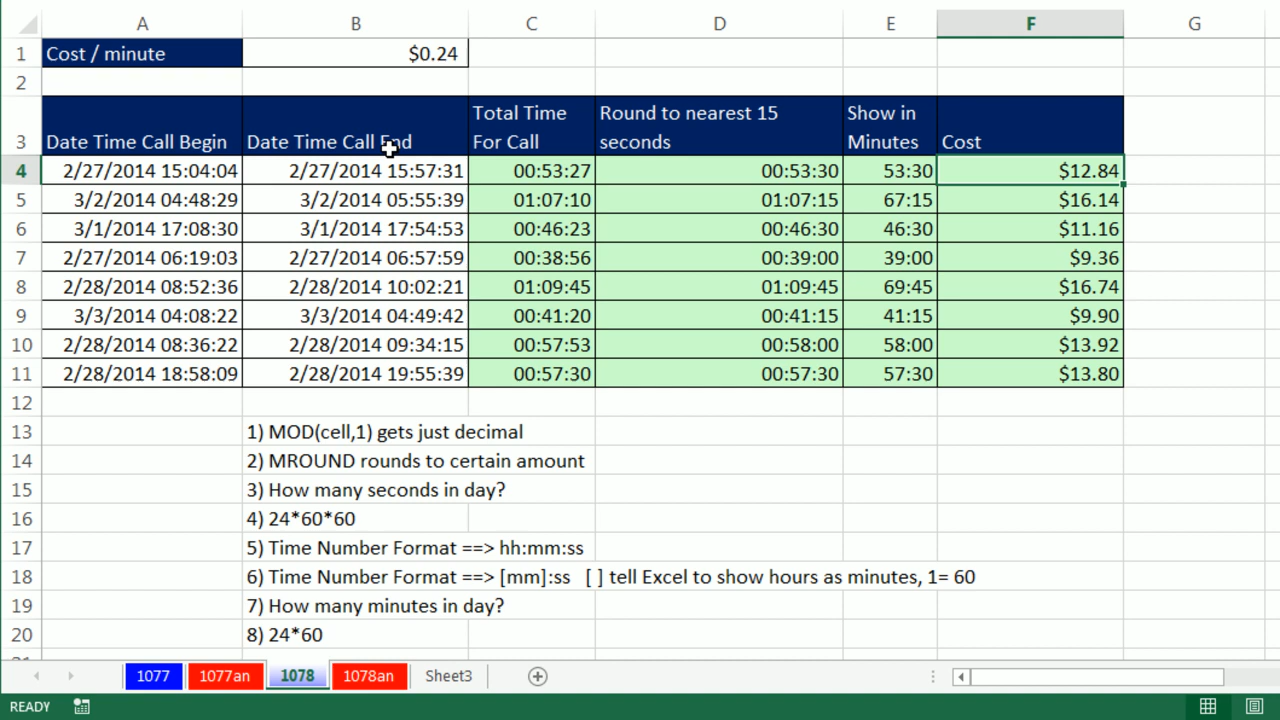 A B C D E F G
1 Cost / minute $0.24
2
Total Time Round to nearest 15 Show in
3 Date Time Call Begin Date Time Call End For Call seconds Minutes Cost
4 2/27/2014 15:04:04 2/27/2014 15:57:31 00:53:27 00:53:30 53:30 $12.84
5 3/2/2014 04:48:29 3/2/2014 05:55:39 01:07:10 01:07:15 67:15 $16.14
6 3/1/2014 17:08:30 3/1/2014 17:54:53 00:46:23 00:46:30 46:30 $11.16
7 2/27/2014 06:19:03 2/27/2014 06:57:59 00:38:56 00:39:00 39:00 $9.36
8 2/28/2014 08:52:36 2/28/2014 10:02:21 01:09:45 01:09:45 69:45 $16.74
9 3/3/2014 04:08:22 3/3/2014 04:49:42 00:41:20 00:41:15 41:15 $9.90
10 2/28/2014 08:36:22 2/28/2014 09:34:15 00:57:53 00:58:00 58:00 $13.92
11 2/28/2014 18:58:09 2/28/2014 19:55:39 00:57:30 00:57:30 57:30 $13.80
12
13 1) MOD(cell,1) gets just decimal
14 2) MROUND rounds to certain amount
15 3) How many seconds in day?
16 4) 24*60*60
17 5) Time Number Format ==> hh:mm:ss
18 6) Time Number Format ==> [mm]:ss [ ] tell Excel to show hours as minutes, 1= 60
19 7) How many minutes in day?
20 8) 24*60
1077 1077an 1078 1078an Sheet3
READY